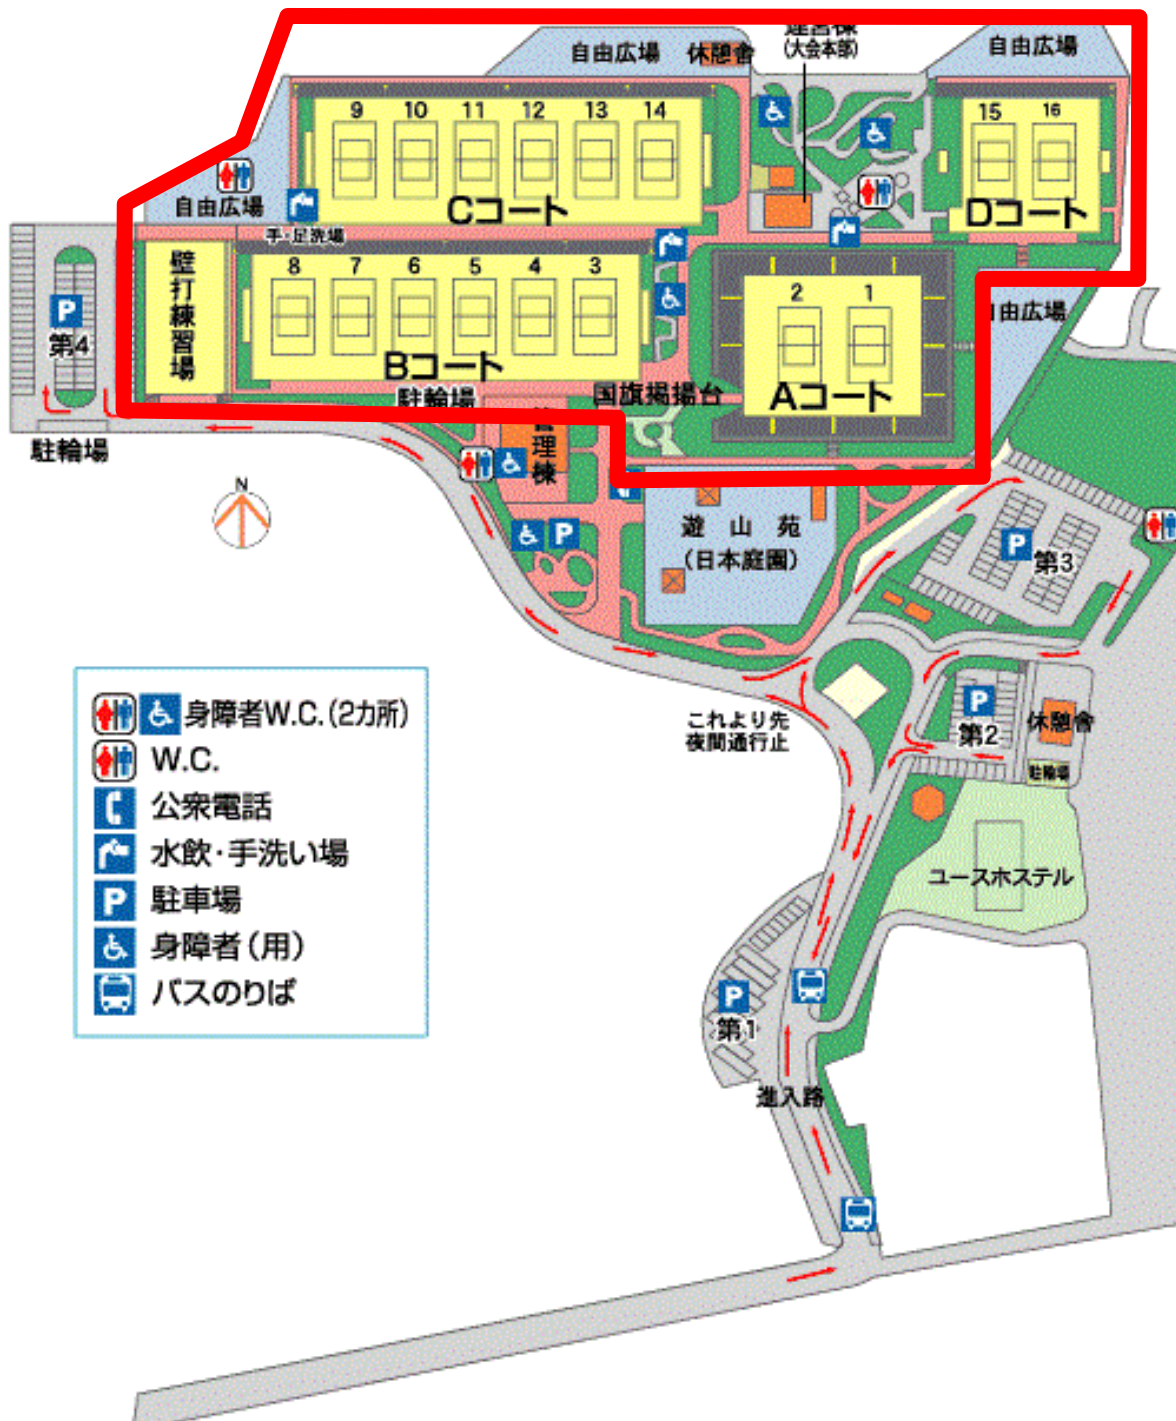 自由広場
休憩舎
運営棟
(大会本部)
自由広場
9 10 11 12 13 14
15 16
自由広場
Cコート
Dコート
手・足洗場
壁打練習場
8 7 6 5 4 3
2 1
自由広場
P
第4
Bコート
駐輪場
国旗掲揚台
Aコート
駐輪場
管理棟
N
遊山苑
(日本庭園)
P
P
第3
これより先
夜間通行止
P
第2
休憩舎
駐輪場
身障者W.C.(2カ所)
W.C.
公衆電話
水飲・手洗い場
P 駐車場
身障者(用)
バスのりば
ユースホステル
P
第1
進入路